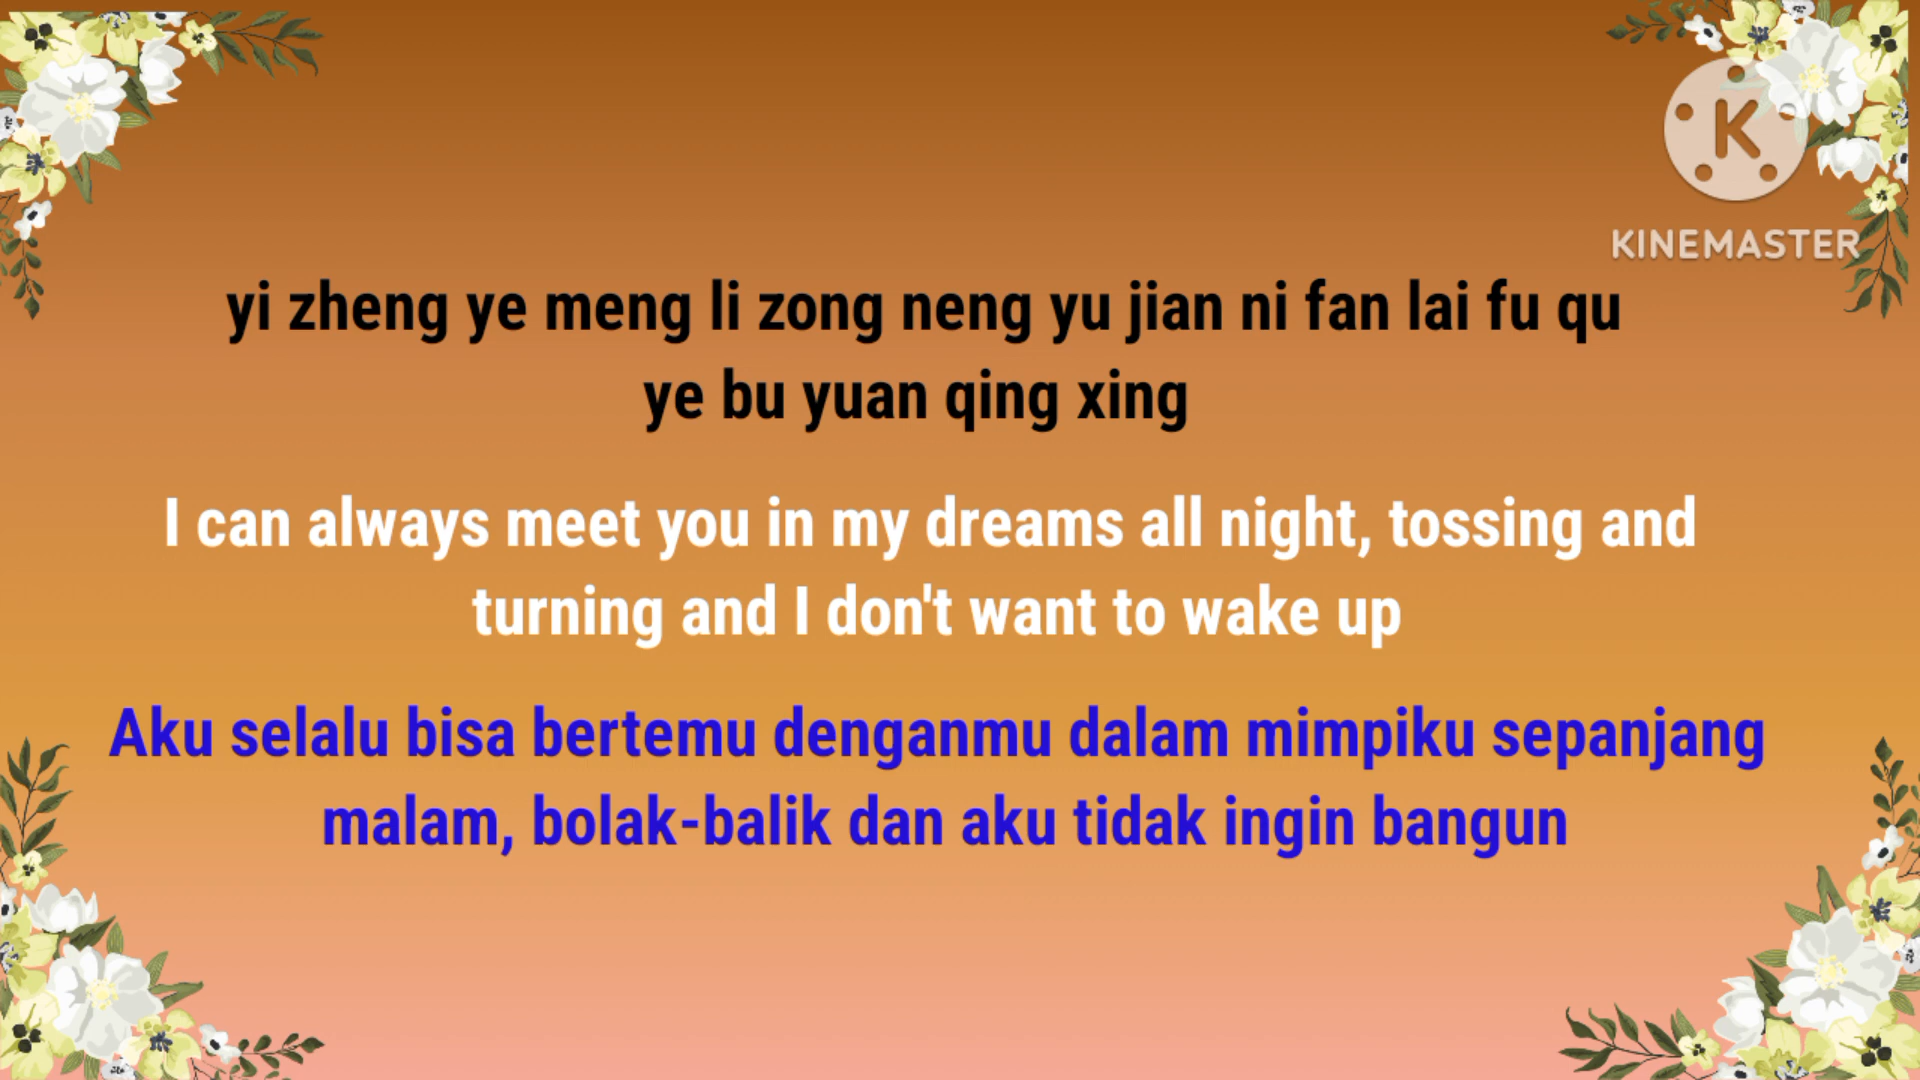 K
KINEMASTER
yi zheng ye meng li zong neng yu jian ni fan lai fu qu
ye bu yuan qing xing
I can always meet you in my dreams all night, tossing and
turning and I don't want to wake up
Aku selalu bisa bertemu denganmu dalam mimpiku sepanjang
malam, bolak-balik dan aku tidak ingin bangun